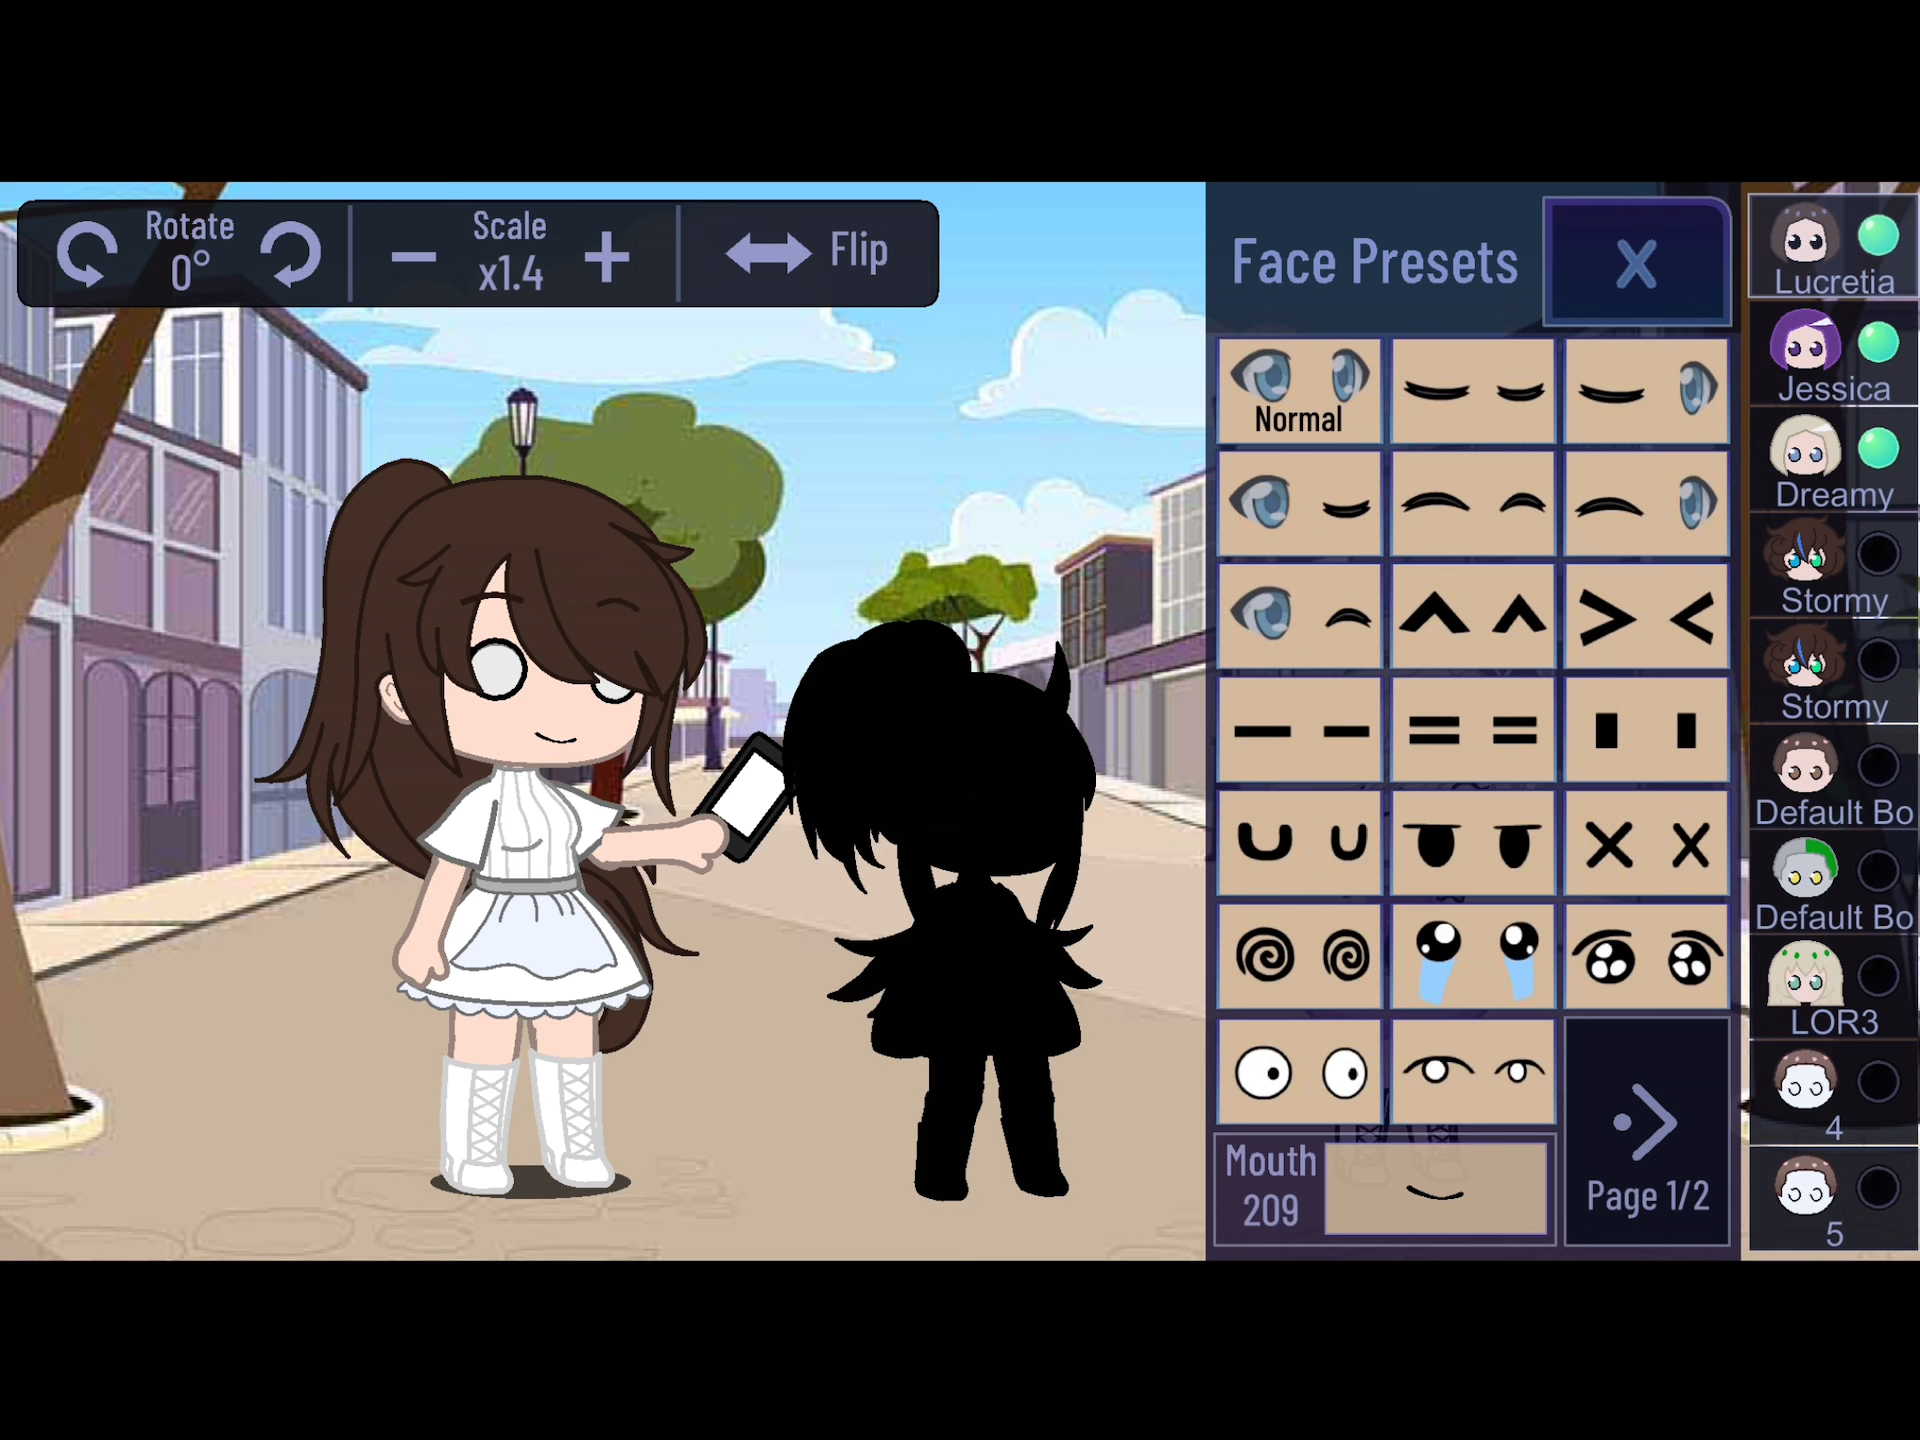 Rotate
0°
Scale
x1.4
Flip
Face Presets
X
Normal
Mouth
209
Page 1/2
Lucretia
Jessica
Dreamy
Stormy
Stormy
Default Bo
Default Bo
LOR3
4
5